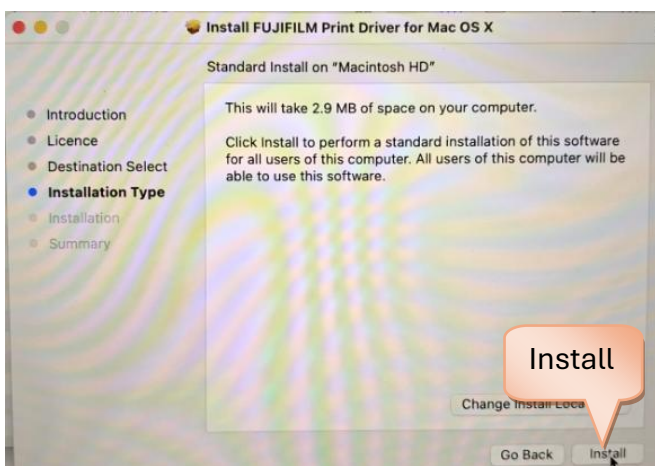 Install FUJIFILM Print Driver for Mac OS X
Standard Install on "Macintosh HD"
Introduction
Licence
Destination Select
Installation Type
Installation
Summary
This will take 2.9 MB of space on your computer.
Click Install to perform a standard installation of this software
for all users of this computer. All users of this computer will be
able to use this software.
Install
Change Install Loca
Go Back
Install